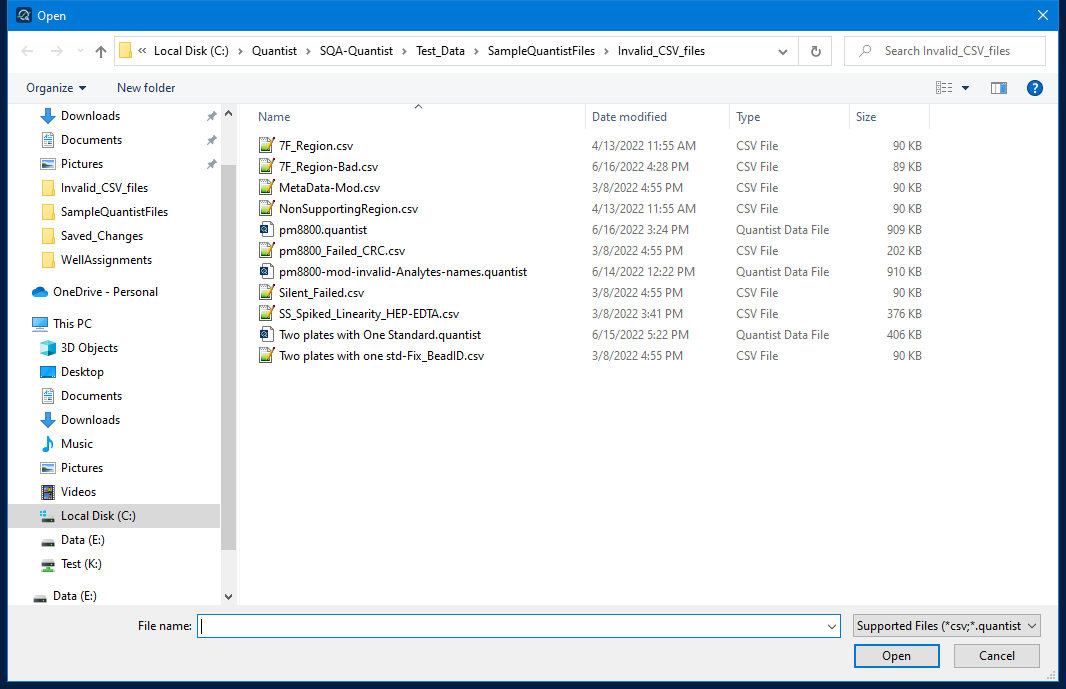 Open
« Local Disk (C:) › Quantist › SQA-Quantist › Test_Data › SampleQuantistFiles › Invalid_CSV_files
Search Invalid_CSV_files
Organize
New folder
Downloads
Documents
Pictures
Invalid_CSV_files
SampleQuantistFiles
Saved_Changes
WellAssignments
OneDrive - Personal
This PC
3D Objects
Desktop
Documents
Downloads
Music
Pictures
Videos
Local Disk (C:)
Data (E:)
Test (K:)
Data (E:)
Name Date modified Type Size
7F_Region.csv 4/13/2022 11:55 AM CSV File 90 KB
7F_Region-Bad.csv 6/16/2022 4:28 PM CSV File 89 KB
MetaData-Mod.csv 3/8/2022 4:55 PM CSV File 90 KB
NonSupportingRegion.csv 4/13/2022 11:55 AM CSV File 90 KB
pm8800.quantist 6/16/2022 3:24 PM Quantist Data File 909 KB
pm8800_Failed_CRC.csv 3/8/2022 4:55 PM CSV File 202 KB
pm8800-mod-invalid-Analytes-names.quantist 6/14/2022 12:22 PM Quantist Data File 910 KB
Silent_Failed.csv 3/8/2022 4:55 PM CSV File 90 KB
SS_Spiked_Linearity_HEP-EDTA.csv 3/8/2022 3:41 PM CSV File 376 KB
Two plates with One Standard.quantist 6/15/2022 5:22 PM Quantist Data File 406 KB
Two plates with one std-Fix_BeadID.csv 3/8/2022 4:55 PM CSV File 90 KB
File name:
Supported Files (*csv;*.quantist
Open
Cancel